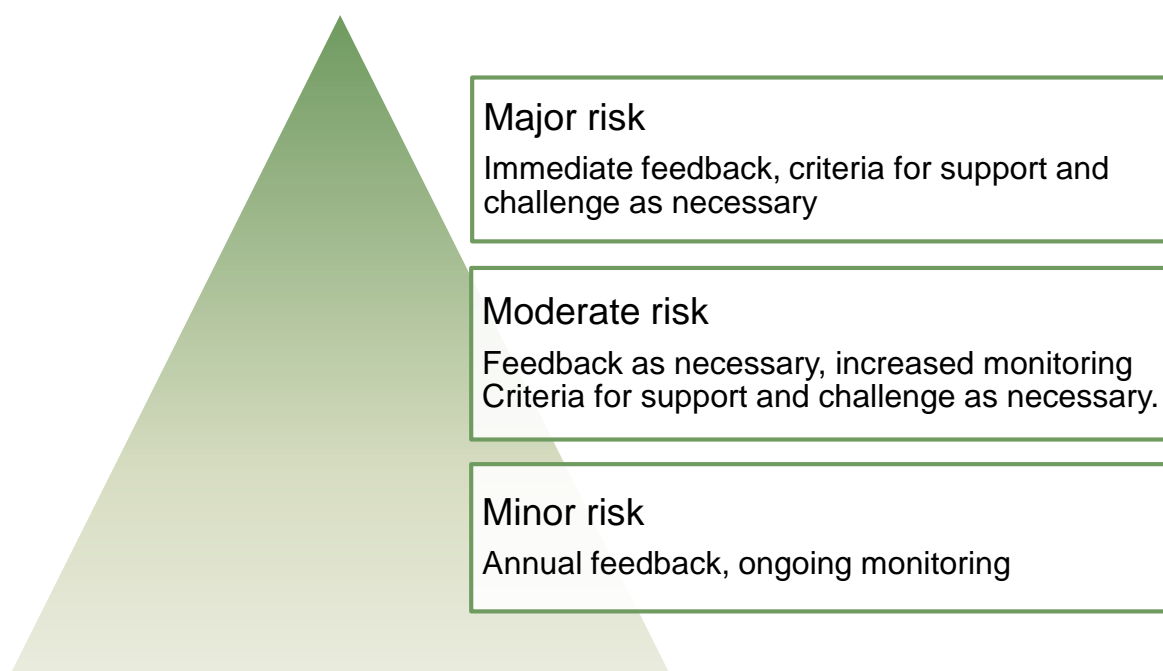 Major risk
Immediate feedback, criteria for support and
challenge as necessary
Moderate risk
Feedback as necessary, increased monitoring
Criteria for support and challenge as necessary.
Minor risk
Annual feedback, ongoing monitoring